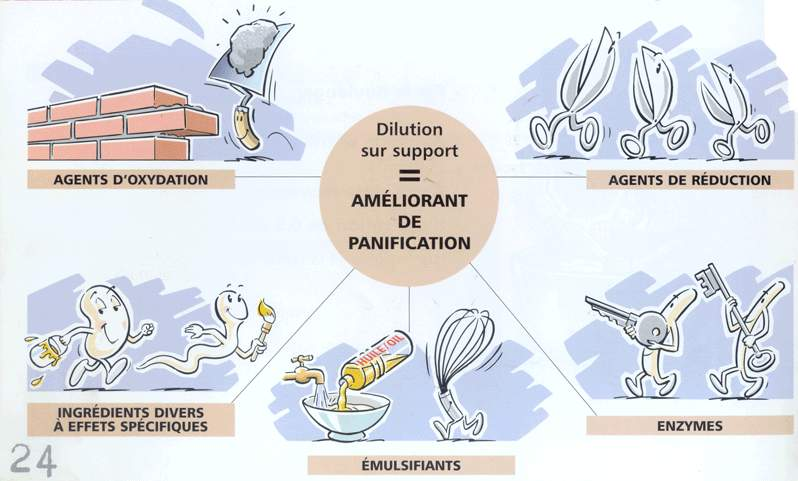 Dilution
sur support
=
AMÉLIORANT
DE
PANIFICATION
AGENTS D'OXYDATION
AGENTS DE RÉDUCTION
HUILE/OIL
INGRÉDIENTS DIVERS
À EFFETS SPÉCIFIQUES
ÉMULSIFIANTS
ENZYMES
24